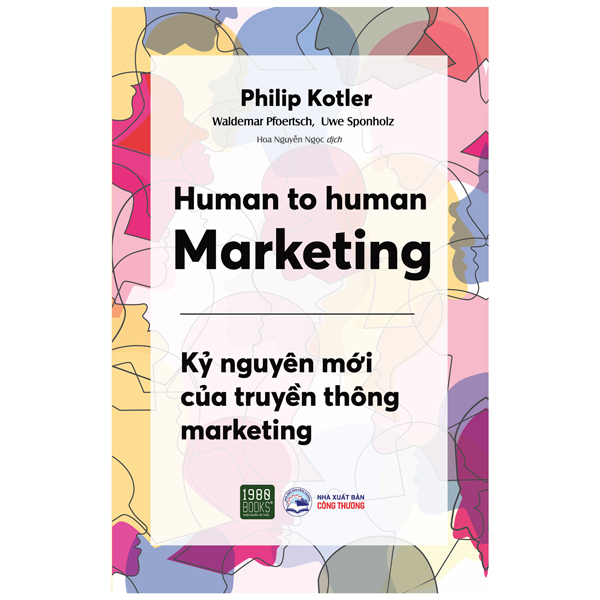 Philip Kotler
Waldemar Pfoertsch, Uwe Sponholz
Hoa Nguyễn Ngọc dịch
Human to human
Marketing
Kỷ nguyên mới
của truyền thông
marketing
1980
BOOKS
NHÀ XUẤT BẢN
CÔNG THƯƠNG